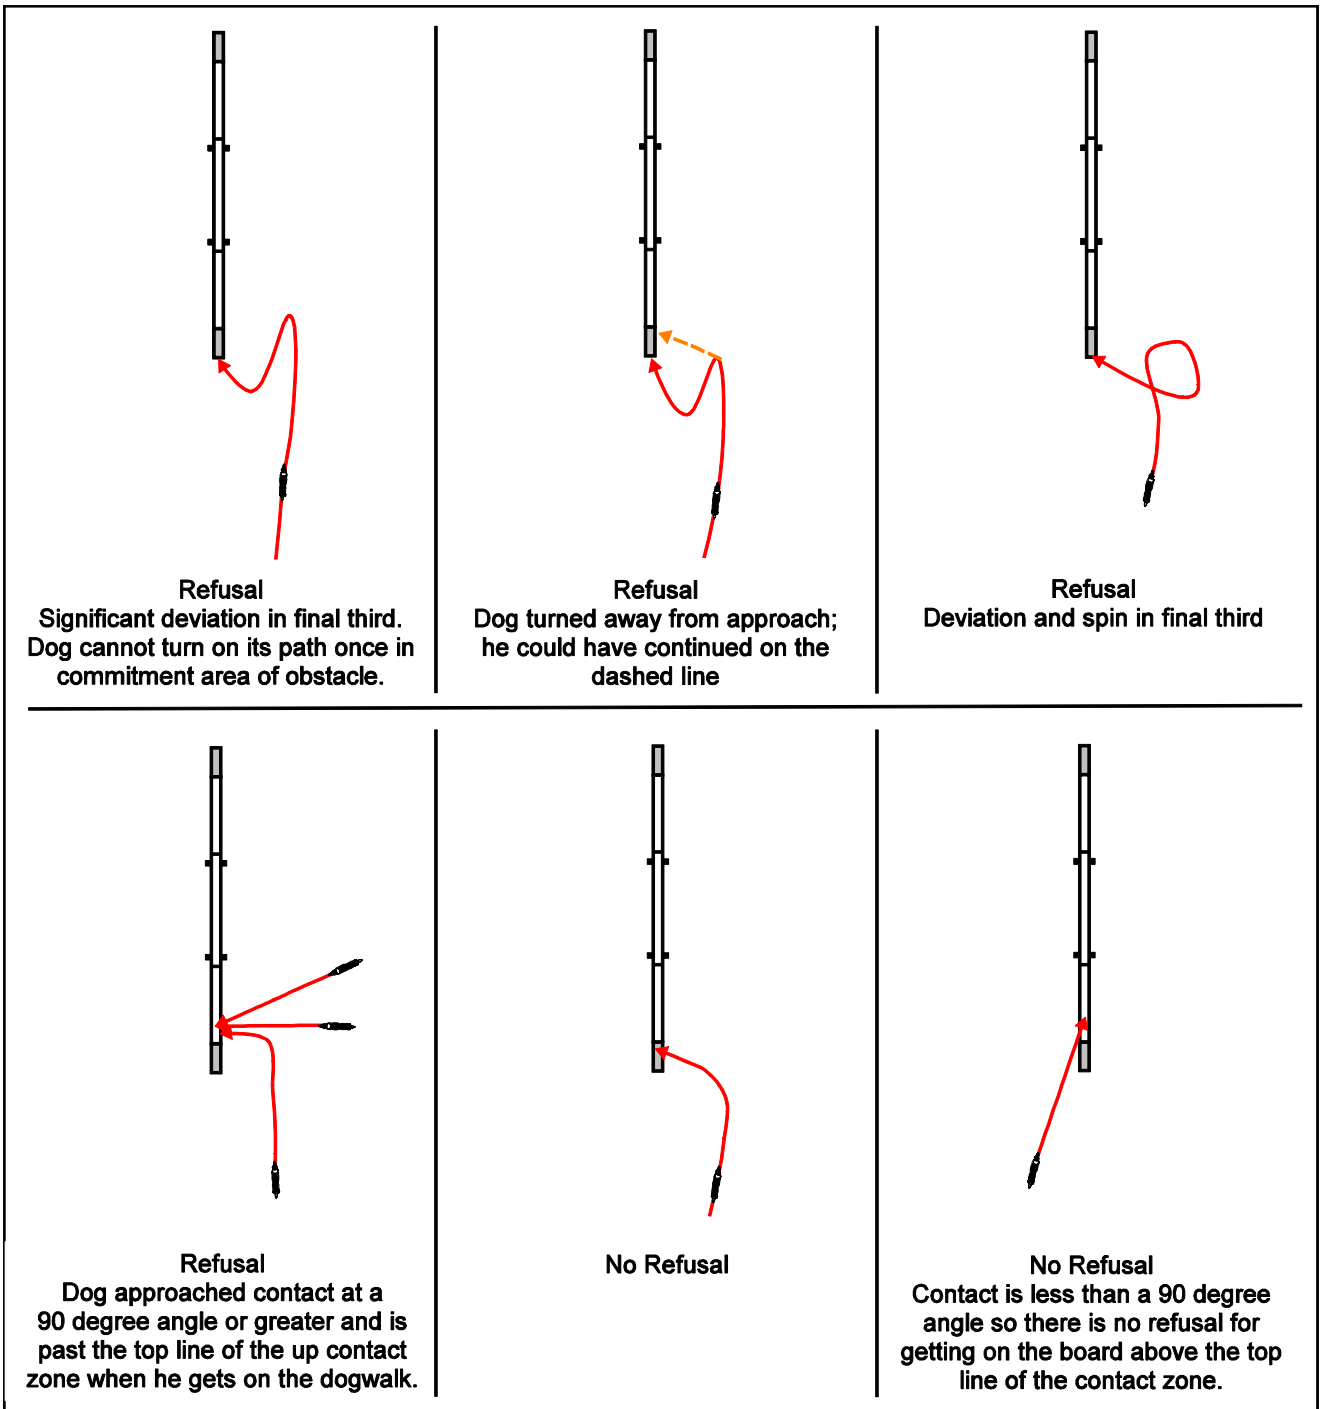 Refusal
Significant deviation in final third.
Dog cannot turn on its path once in
commitment area of obstacle.
Refusal
Dog turned away from approach;
he could have continued on the
dashed line
Refusal
Deviation and spin in final third
Refusal
Dog approached contact at a
90 degree angle or greater and is
past the top line of the up contact
zone when he gets on the dogwalk.
No Refusal
No Refusal
Contact is less than a 90 degree
angle so there is no refusal for
getting on the board above the top
line of the contact zone.